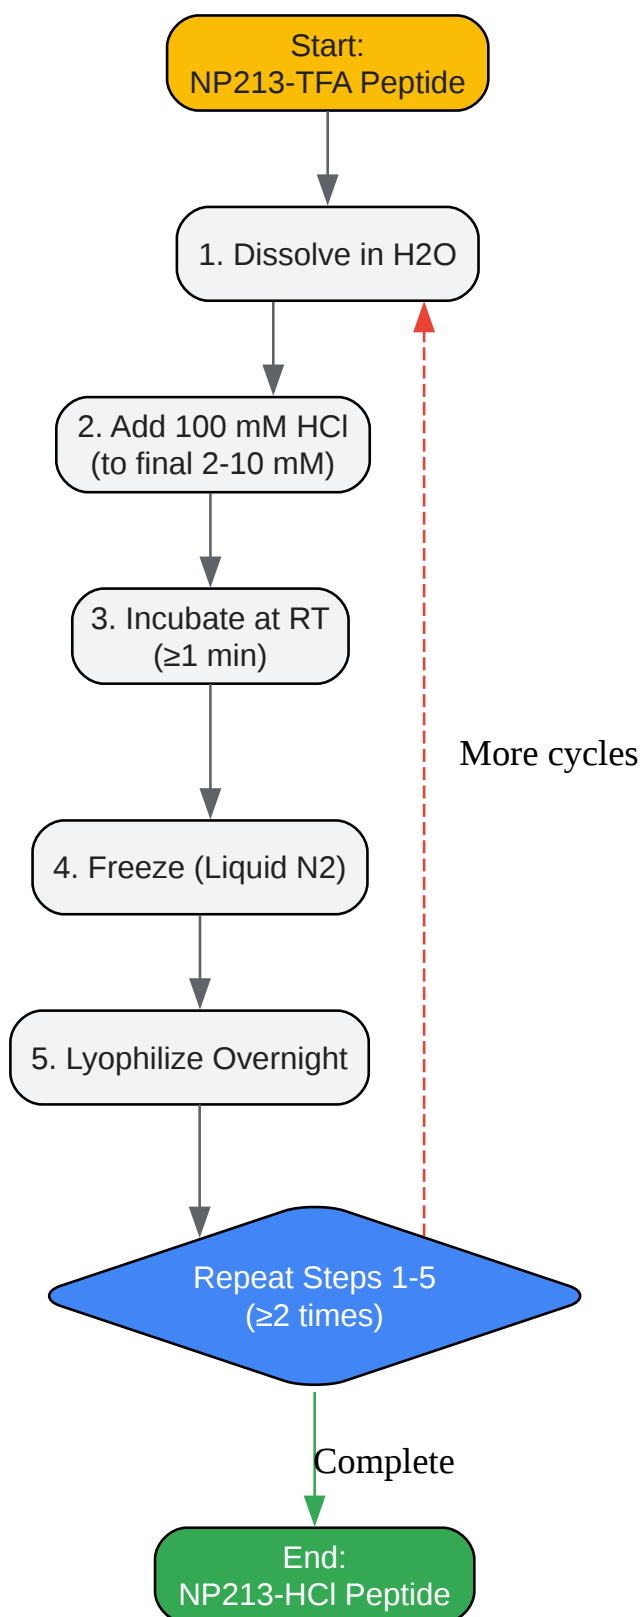 Start:
NP213-TFA Peptide
1. Dissolve in H2O
2. Add 100 mM HCl
(to final 2-10 mM)
3. Incubate at RT
(≥1 min)
More cycles
4. Freeze (Liquid N2)
5. Lyophilize Overnight
Repeat Steps 1-5
(≥2 times)
Complete
End:
NP213-HCl Peptide